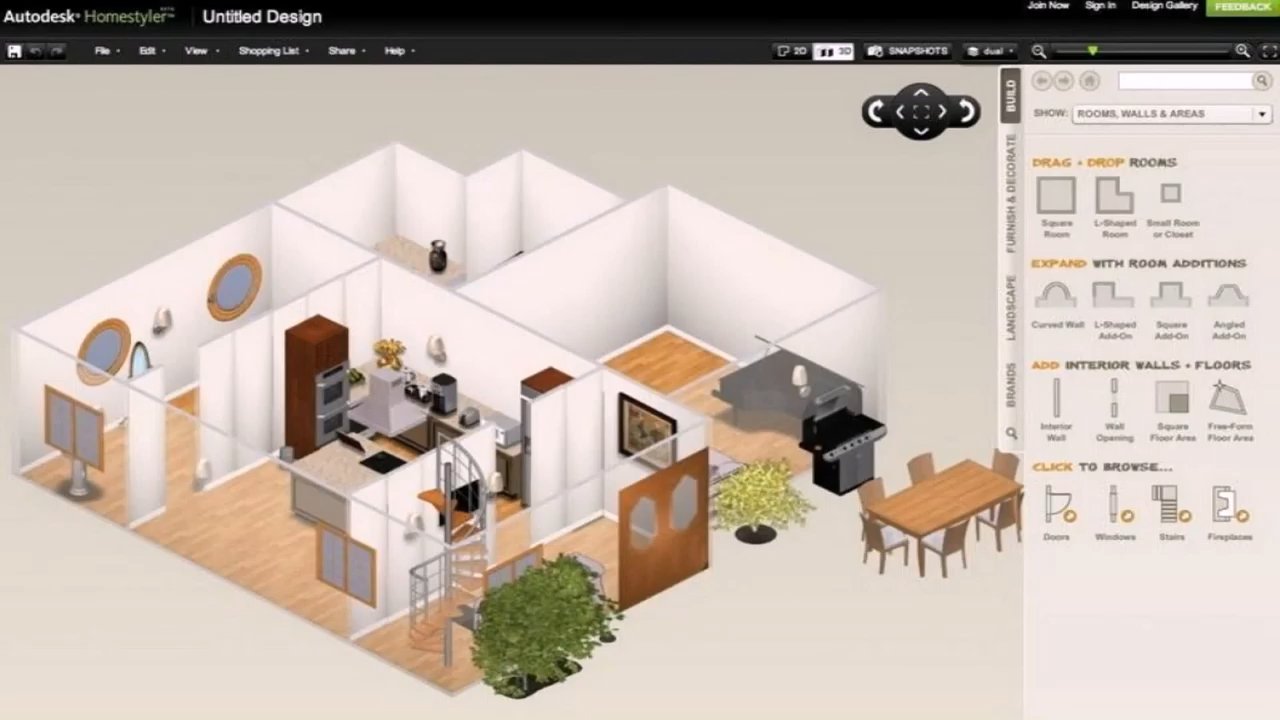 Autodesk® Homestyler™ BETA
Untitled Design
Join Now Sign In Design Gallery FEEDBACK
File Edit View Shopping List Share Help
2D 3D SNAPSHOTS dual
BUILD
FURNISH & DECORATE
LANDSCAPE
BRANDS
SHOW: ROOMS, WALLS & AREAS
DRAG + DROP ROOMS
Square Room
L-Shaped Room
Small Room or Closet
EXPAND WITH ROOM ADDITIONS
Curved Wall
L-Shaped Add-On
Square Add-On
Angled Add-On
ADD INTERIOR WALLS + FLOORS
Interior Wall
Wall Opening
Square Floor Area
Free-Form Floor Area
CLICK TO BROWSE...
Doors Windows Stairs Fireplaces